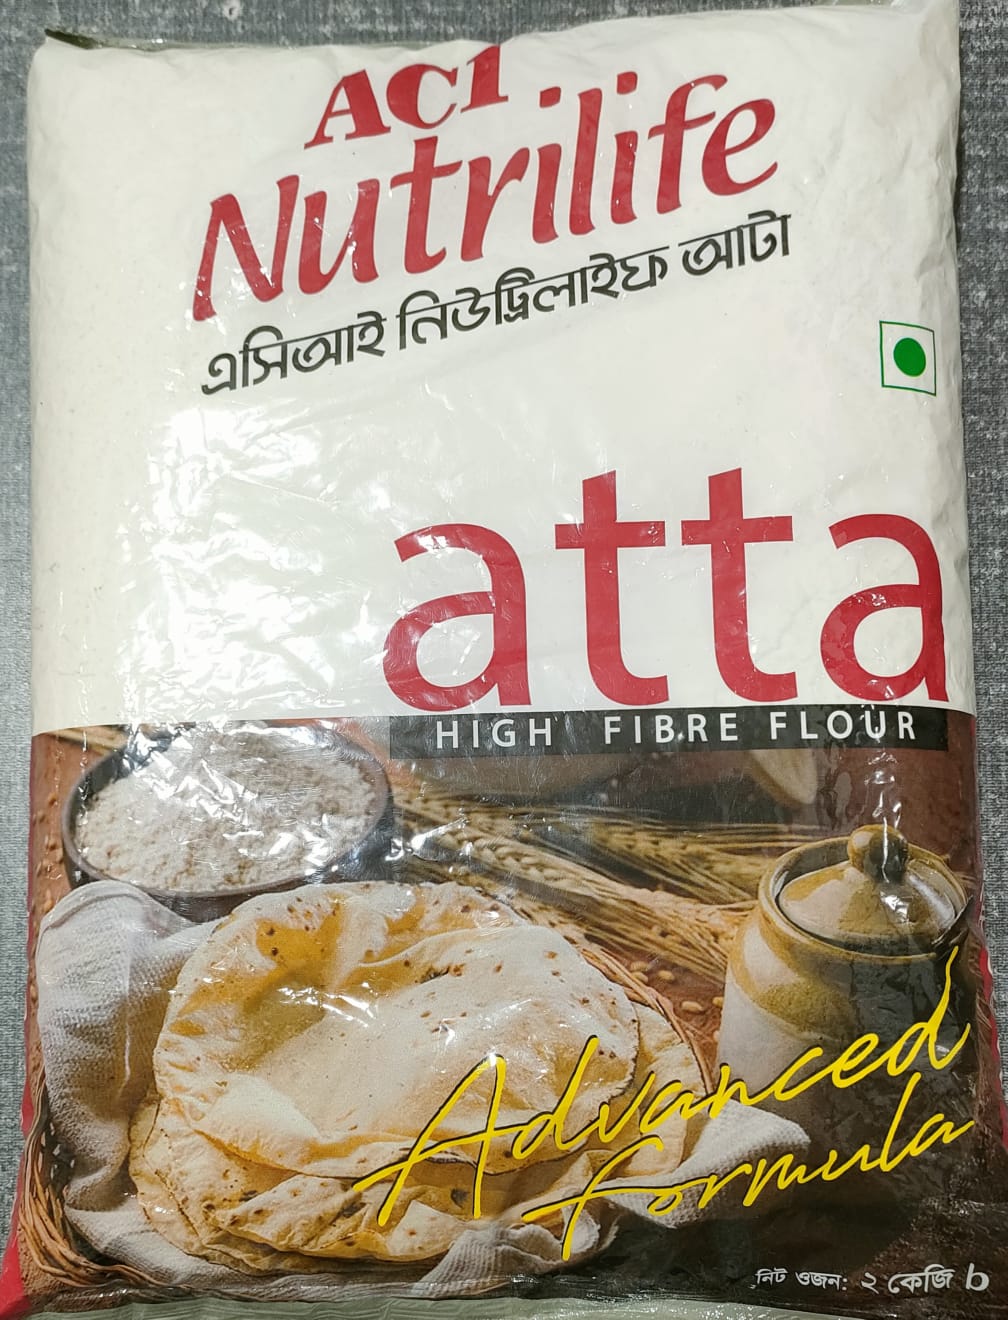 ACI
Nutrilife
এসিআই নিউট্রিলাইফ আটা
atta
HIGH FIBRE FLOUR
Advanced
formula
নিট ওজন: ২ কেজি b